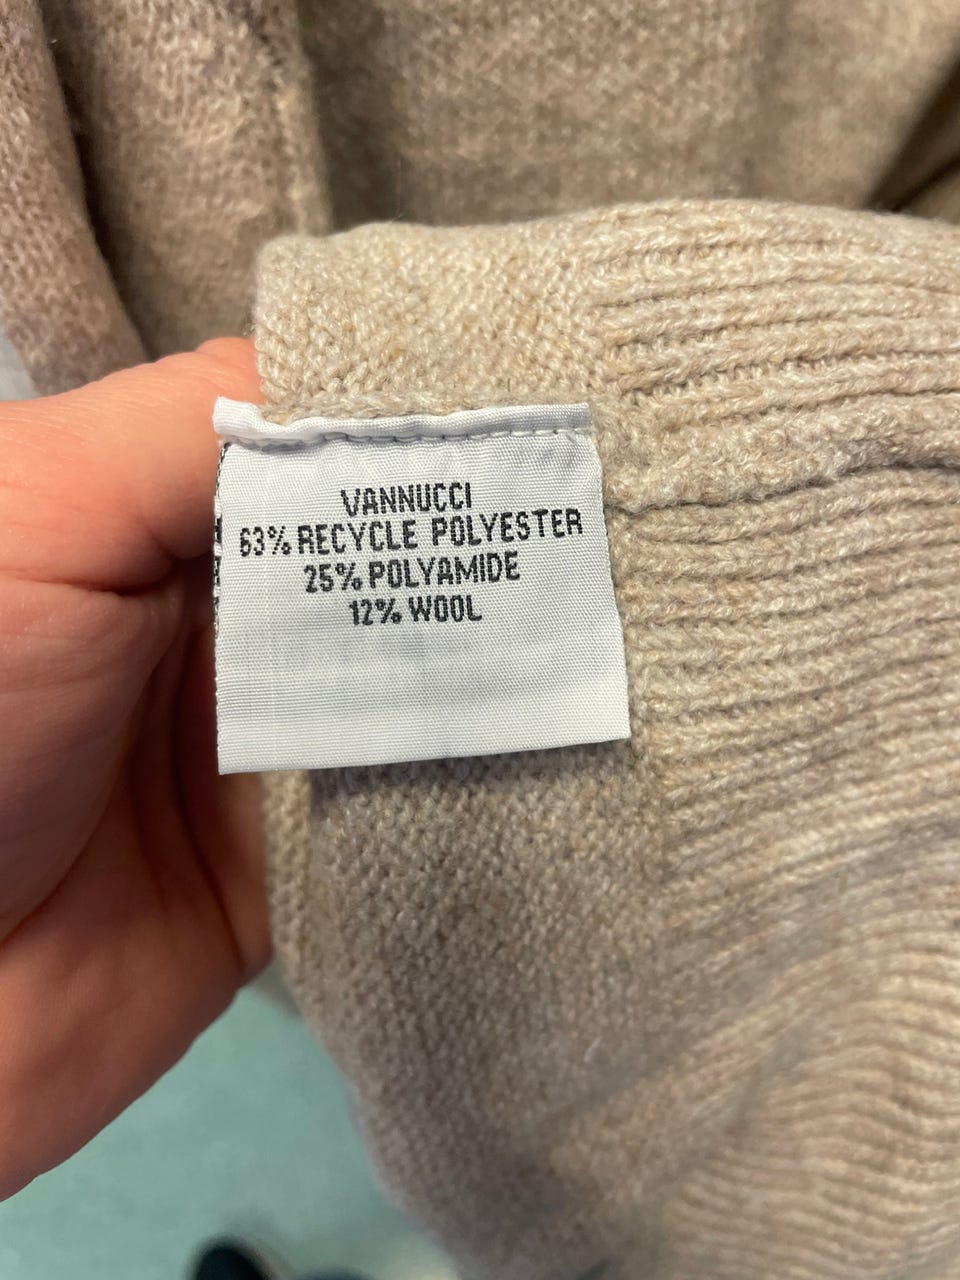 VANNUCCI
63% RECYCLE POLYESTER
25% POLYAMIDE
12% WOOL